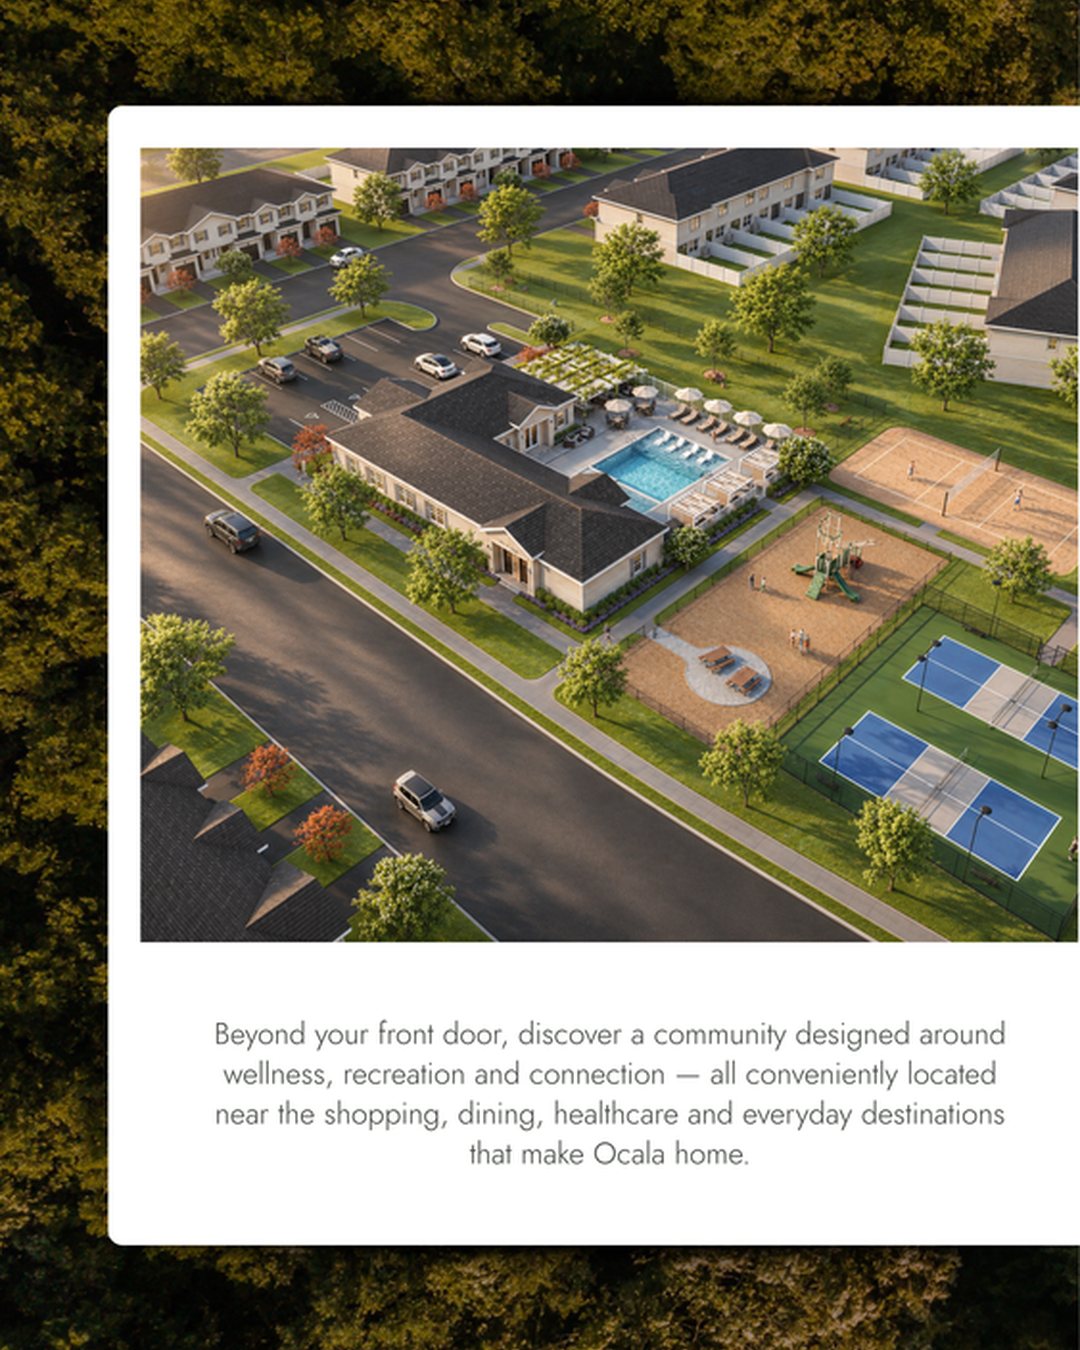 Beyond your front door, discover a community designed around
wellness, recreation and connection — all conveniently located
near the shopping, dining, healthcare and everyday destinations
that make Ocala home.